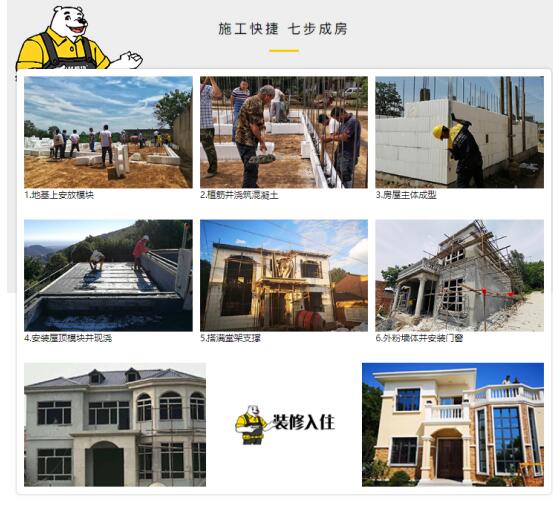 施工快捷 七步成房
1.地基上安放模块
2.植筋并浇筑混凝土
3.房屋主体成型
4.安装屋顶模块并现浇
5.搭满堂架支撑
6.外粉墙体并安装门窗
装修入住